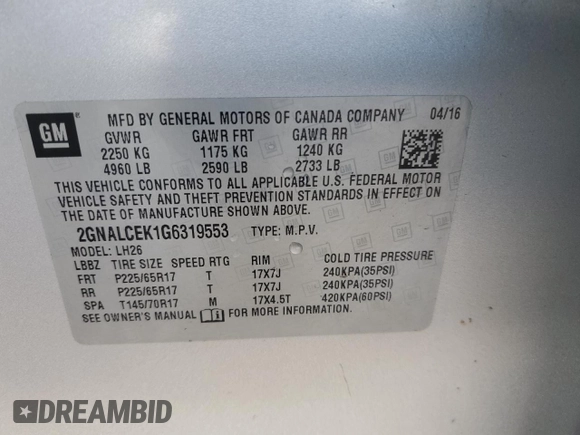 GM
MFD BY GENERAL MOTORS OF CANADA COMPANY 04/16
GVWR GAWR FRT GAWR RR
2250 KG 1175 KG 1240 KG
4960 LB 2590 LB 2733 LB
THIS VEHICLE CONFORMS TO ALL APPLICABLE U.S. FEDERAL MOTOR
VEHICLE SAFETY AND THEFT PREVENTION STANDARDS IN EFFECT ON
THE DATE OF MANUFACTURE SHOWN ABOVE.
2GNALCEK1G6319553 TYPE: M.P.V.
MODEL: LH26
LBBZ TIRE SIZE SPEED RTG RIM COLD TIRE PRESSURE
FRT P225/65R17 T 17X7J 240KPA(35PSI)
RR P225/65R17 T 17X7J 240KPA(35PSI)
SPA T145/70R17 M 17X4.5T 420KPA(60PSI)
SEE OWNER'S MANUAL FOR MORE INFORMATION.
DREAMBID